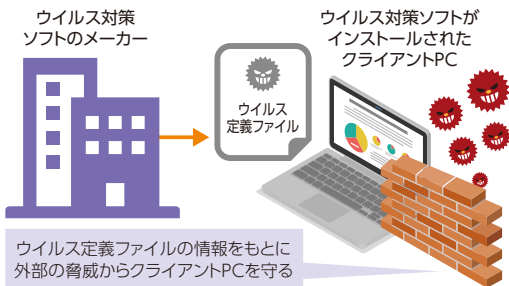 ウイルス対策
ソフトのメーカー
ウイルス対策ソフトが
インストールされた
クライアントPC
ウイルス
定義ファイル
ウイルス定義ファイルの情報をもとに
外部の脅威からクライアントPCを守る